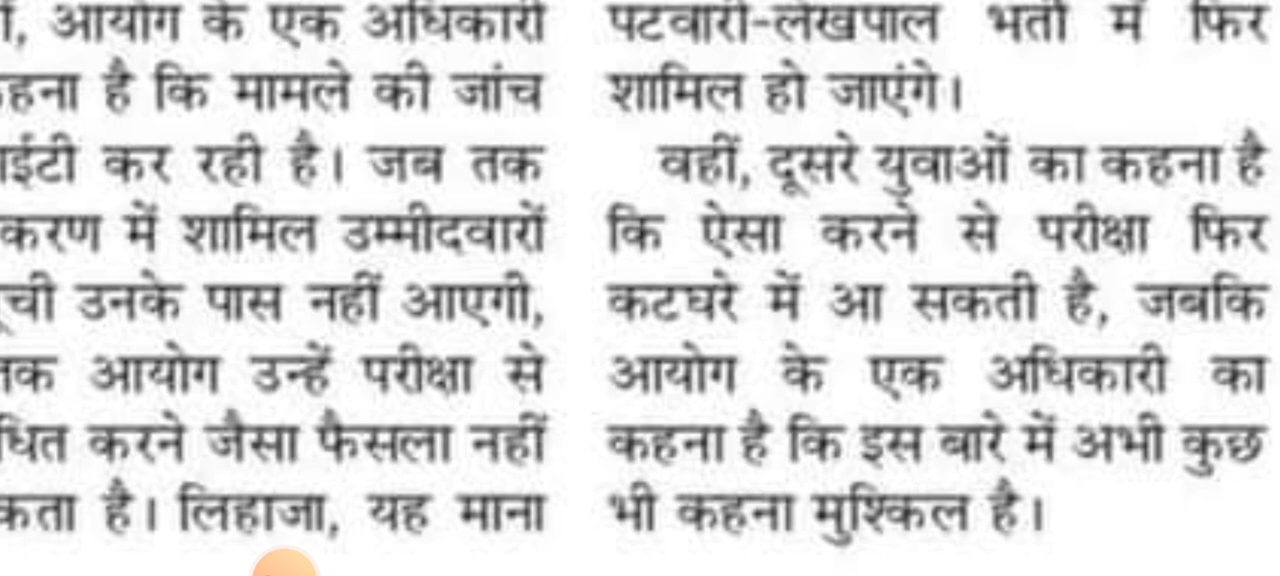 आयोग के एक अधिकारी
है कि मामले की जांच
कर रही है। जब तक
में शामिल उम्मीदवारों
उनके पास नहीं आएगी,
आयोग उन्हें परीक्षा से
करने जैसा फैसला नहीं
है। लिहाजा, यह माना
पटवारी-लेखपाल भर्ती में फिर
शामिल हो जाएंगे।
वहीं, दूसरे युवाओं का कहना है
कि ऐसा करने से परीक्षा फिर
कटघरे में आ सकती है, जबकि
आयोग के एक अधिकारी का
कहना है कि इस बारे में अभी कुछ
भी कहना मुश्किल है।